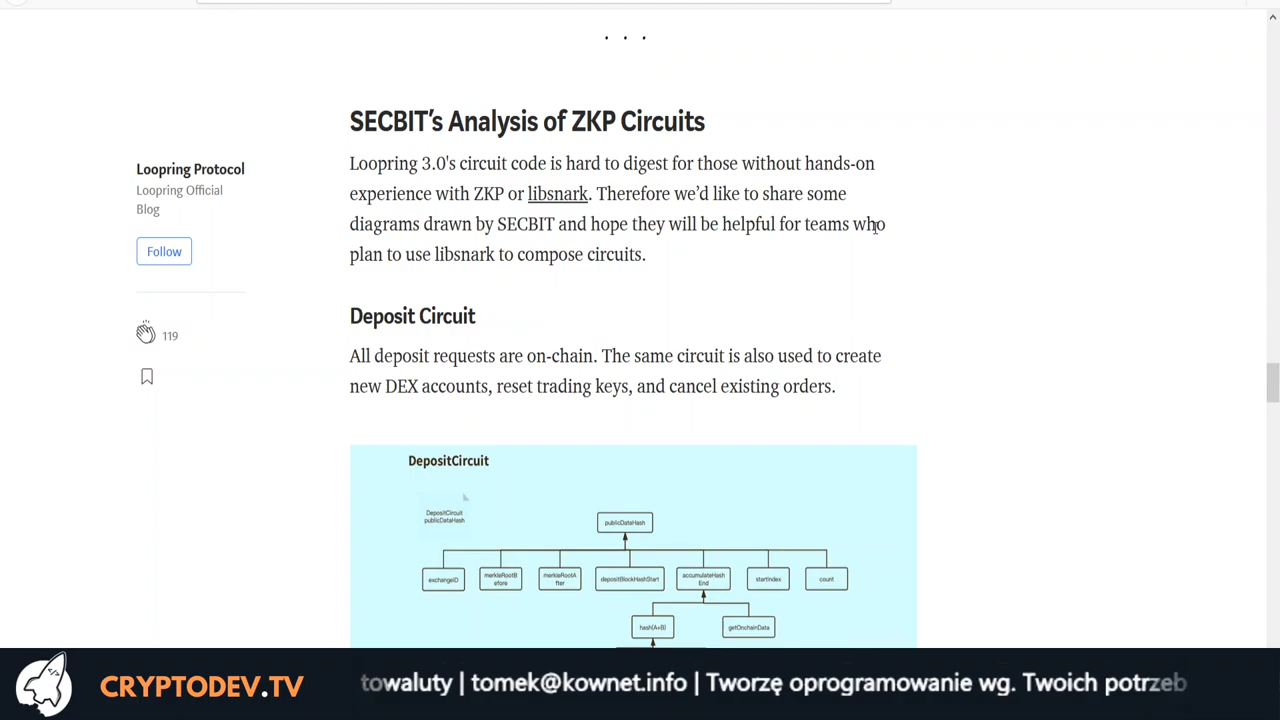 SECBIT's Analysis of ZKP Circuits
Loopring Protocol
Loopring Official
Blog
Follow
119
Loopring 3.0's circuit code is hard to digest for those without hands-on
experience with ZKP or libsnark. Therefore we'd like to share some
diagrams drawn by SECBIT and hope they will be helpful for teams who
plan to use libsnark to compose circuits.
Deposit Circuit
All deposit requests are on-chain. The same circuit is also used to create
new DEX accounts, reset trading keys, and cancel existing orders.
DepositCircuit
DepositCircuit
publicDataHash
publicDataHash
exchangeID
merkleRootB
efore
merkleRootA
fter
depositBlockHashStart
accumulateHash
End
startIndex
count
hash(A+B)
getOnchainData
CRYPTODEV.TV
towaluty | tomek@kownet.info | Tworzę oprogramowanie wg. Twoich potrzeb